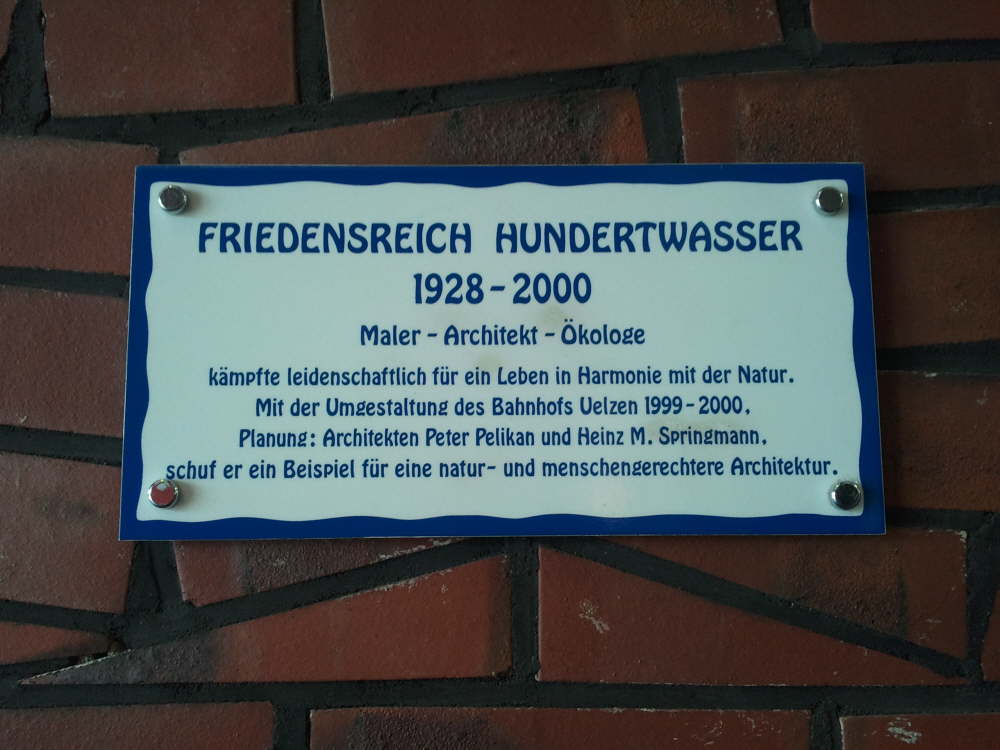 FRIEDENSREICH HUNDERTWASSER
1928 - 2000
Maler - Architekt - Ökologe
kämpfte leidenschaftlich für ein Leben in Harmonie mit der Natur.
Mit der Umgestaltung des Bahnhofs Uelzen 1999 - 2000,
Planung: Architekten Peter Pelikan und Heinz M. Springmann,
schuf er ein Beispiel für eine natur- und menschengerechtere Architektur.